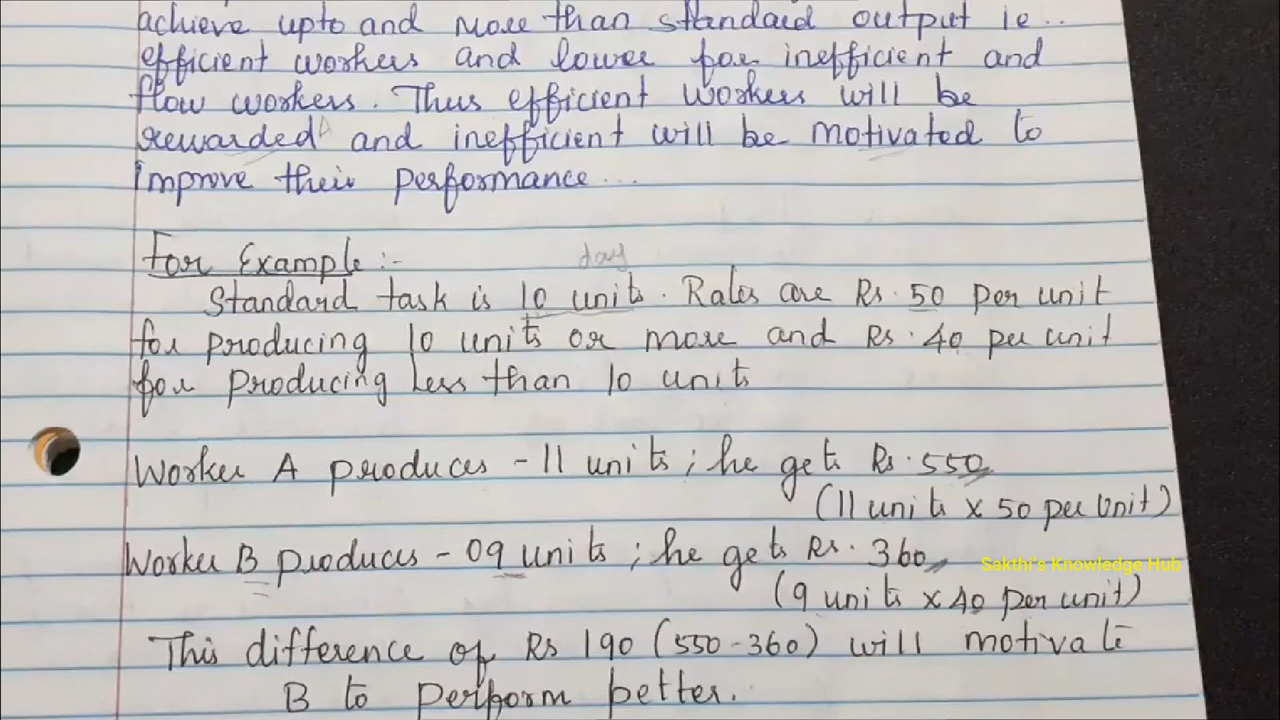 achieve upto and more than standard output ie..
efficient workers and lower for inefficient and
flow workers. Thus efficient workers will be
rewarded and inefficient will be motivated to
improve their performance...
For Example :-
day
Standard task is 10 units. Rates are Rs. 50 per unit
for producing 10 units or more and Rs. 40 per unit
for producing less than 10 units
Worker A produces - 11 units ; he gets Rs. 550
(11 units x 50 per unit)
Worker B produces - 09 units ; he gets Rs. 360
Sakthi's Knowledge Hub
(9 units x 40 per unit)
This difference of Rs 190 (550-360) will motivate
B to perform better.